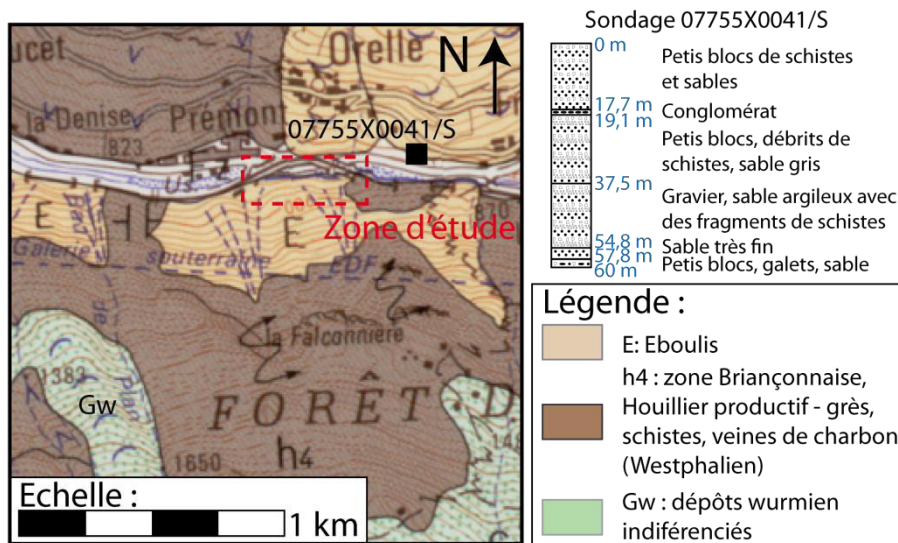 ucet
Orelle
N
la Denise
Prémont
823
07755X0041/S
Us.
E
E
Zone d'étude
Galerie
souterraine
EDF
de
la Falconnière
1383
Plan
Gw
FORÊT D
h4
1650
Echelle :
1 km
Sondage 07755X0041/S
0 m
Petis blocs de schistes
et sables
17,7 m
Conglomérat
19,1 m
Petis blocs, débrits de
schistes, sable gris
37,5 m
Gravier, sable argileux avec
des fragments de schistes
54,8 m
Sable très fin
57,8 m
Petis blocs, galets, sable
60 m
Légende :
E: Eboulis
h4 : zone Briançonnaise,
Houillier productif - grès,
schistes, veines de charbon
(Westphalien)
Gw : dépôts wurmien
indiférenciés